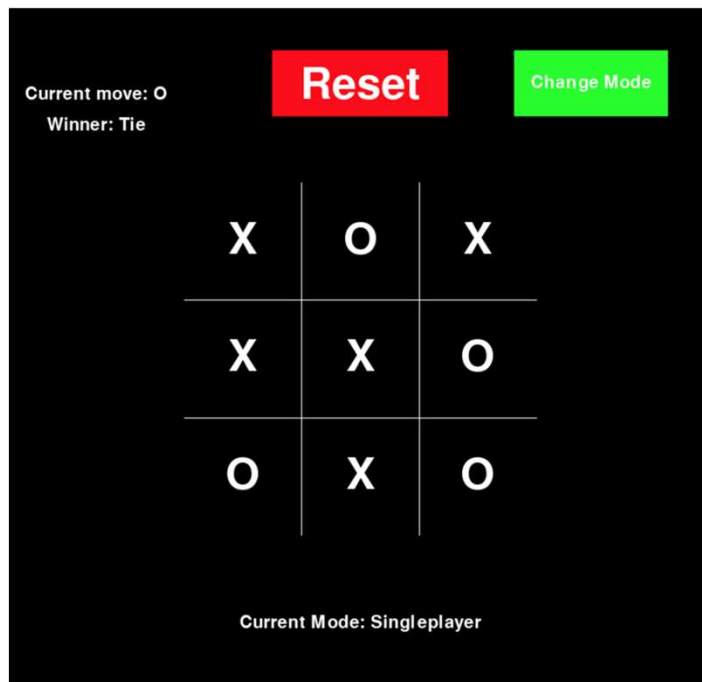 Reset
Change Mode
Current move: O
Winner: Tie
X O X
X X O
O X O
Current Mode: Singleplayer